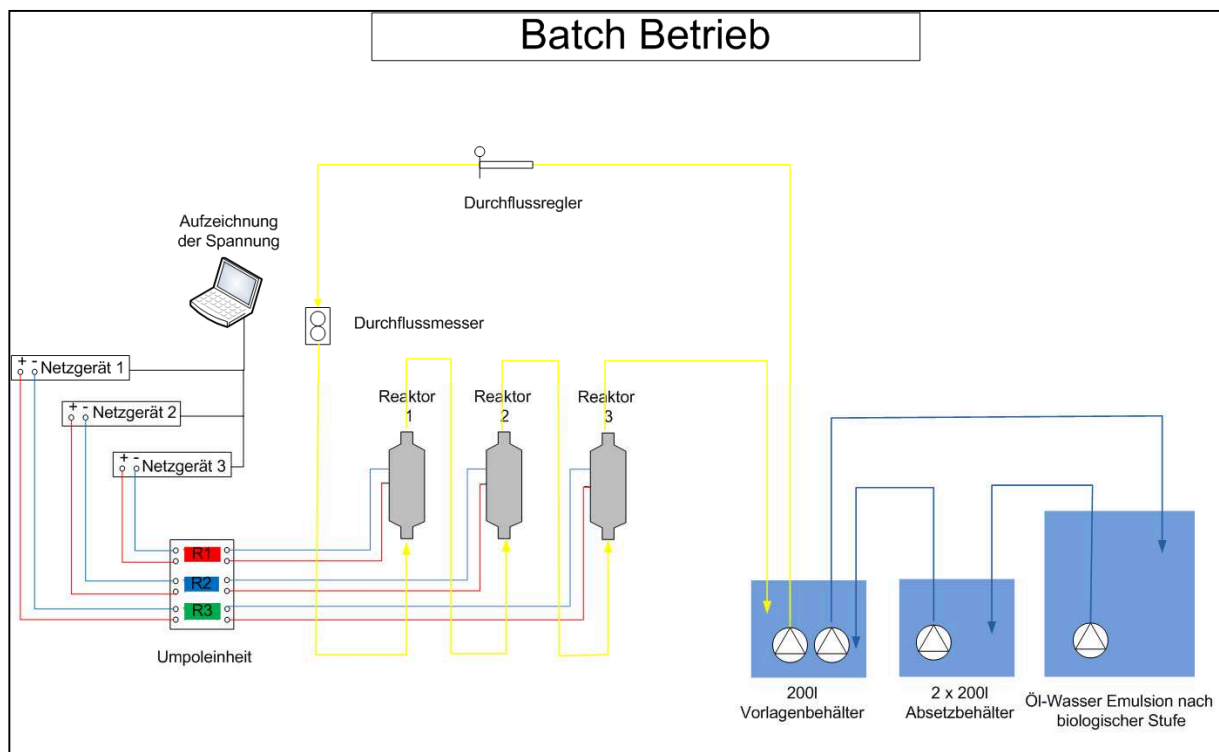 Batch Betrieb
Durchflussregler
Aufzeichnung
der Spannung
Durchflussmesser
+ -
Netzgerät 1
+ -
Netzgerät 2
+ -
Netzgerät 3
Reaktor
1
Reaktor
2
Reaktor
3
R1
R2
R3
Umpoleinheit
200l
Vorlagenbehälter
2 x 200l
Absetzbehälter
Öl-Wasser Emulsion nach
biologischer Stufe